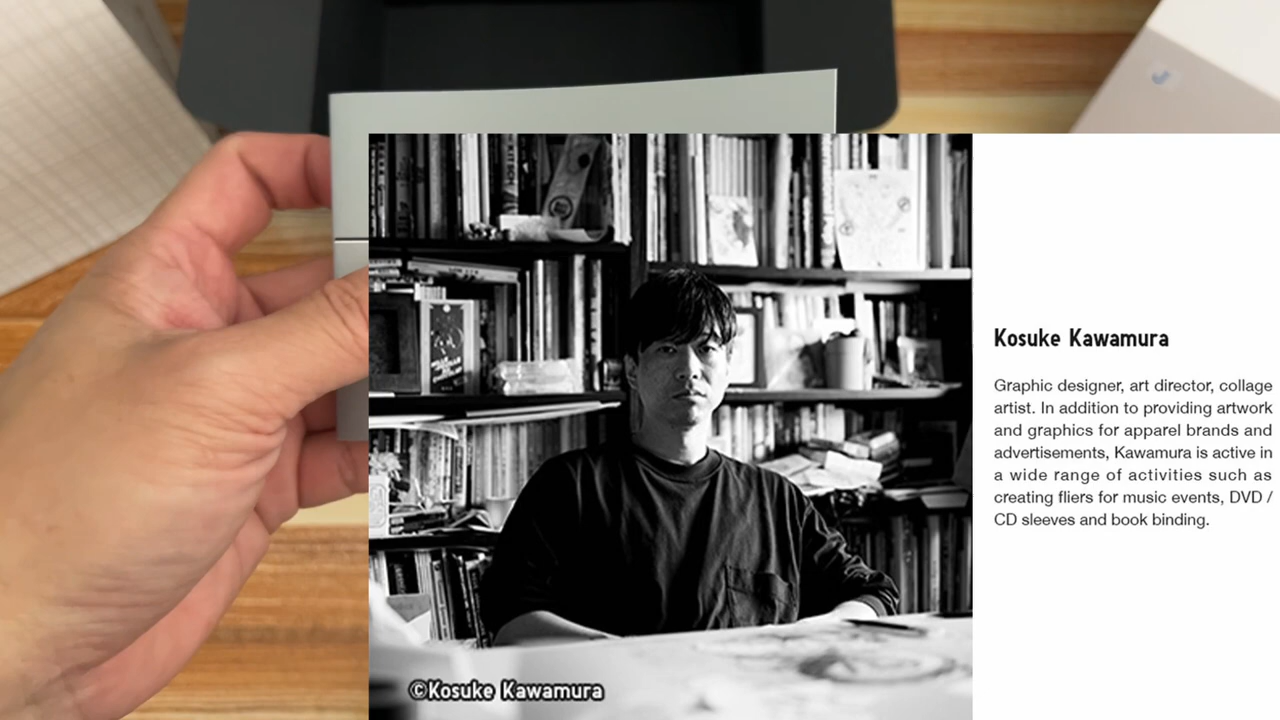 Kosuke Kawamura
Graphic designer, art director, collage
artist. In addition to providing artwork
and graphics for apparel brands and
advertisements, Kawamura is active in
a wide range of activities such as
creating fliers for music events, DVD /
CD sleeves and book binding.
©Kosuke Kawamura